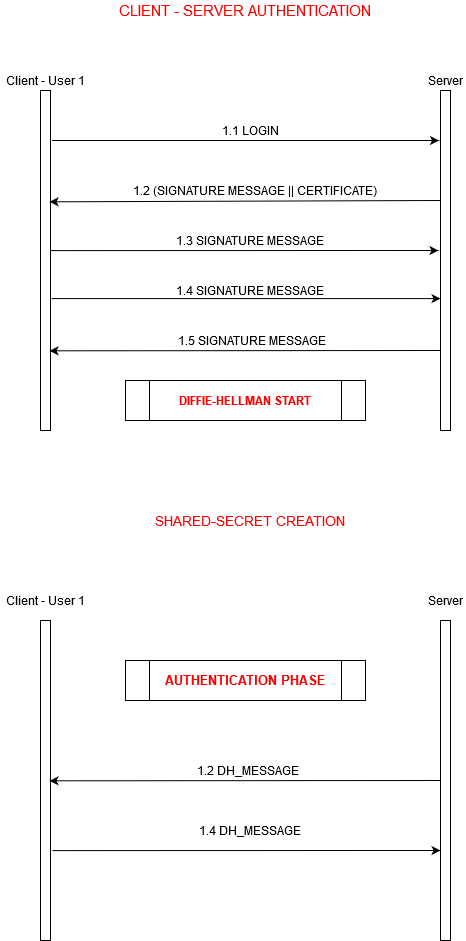 CLIENT - SERVER AUTHENTICATION
Client - User 1
Server
1.1 LOGIN
1.2 (SIGNATURE MESSAGE || CERTIFICATE)
1.3 SIGNATURE MESSAGE
1.4 SIGNATURE MESSAGE
1.5 SIGNATURE MESSAGE
DIFFIE-HELLMAN START
SHARED-SECRET CREATION
Client - User 1
Server
AUTHENTICATION PHASE
1.2 DH_MESSAGE
1.4 DH_MESSAGE